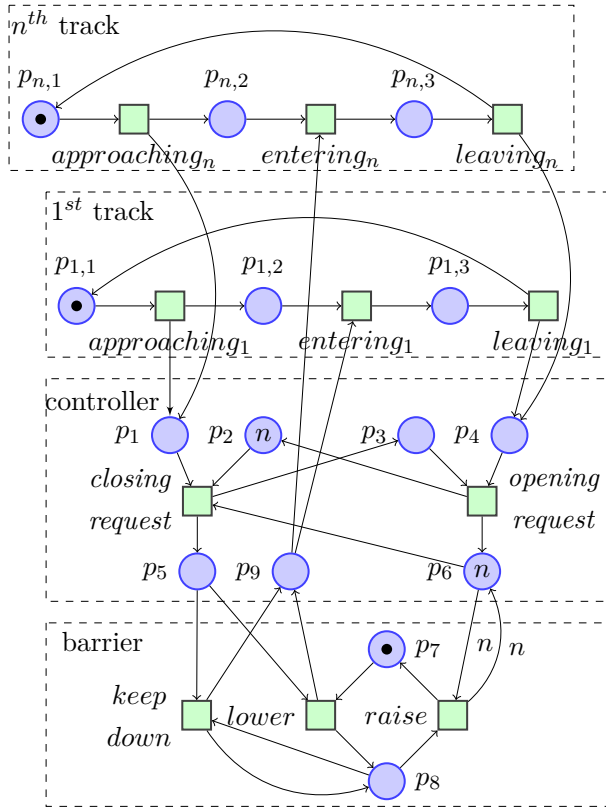 nᵗʰ track
pₙ,₁ pₙ,₂ pₙ,₃
approachingₙ enteringₙ leavingₙ
1ˢᵗ track
p₁,₁ p₁,₂ p₁,₃
approaching₁ entering₁ leaving₁
controller
p₁ p₂ n p₃ p₄
closing opening
request request
p₅ p₉ p₆ n
barrier p₇ n n
keep lower raise
down
p₈